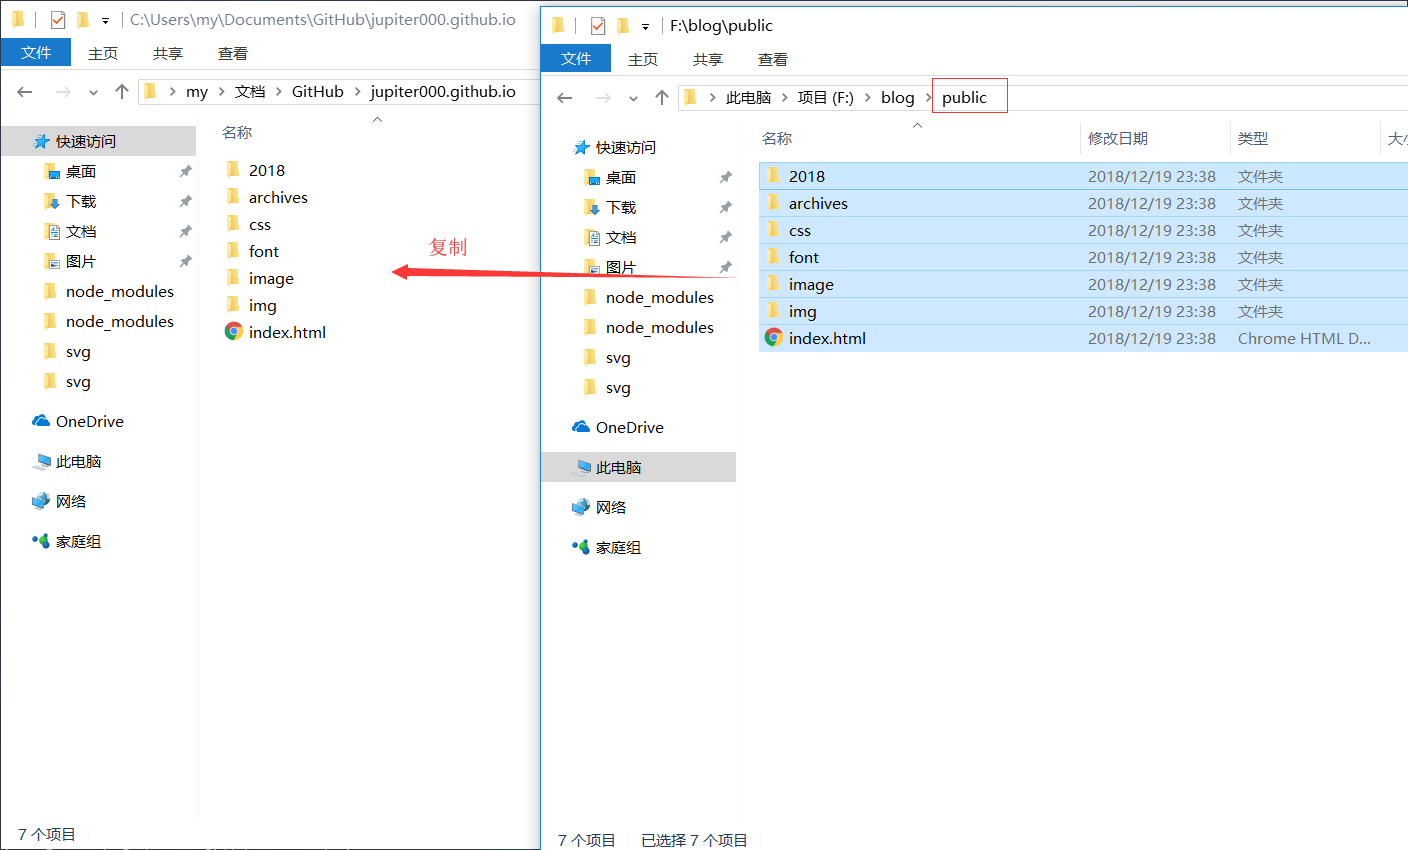 C:\Users\my\Documents\GitHub\jupiter000.github.io
文件 主页 共享 查看
my 文档 GitHub jupiter000.github.io
快速访问
桌面
下载
文档
图片
node_modules
node_modules
svg
svg
OneDrive
此电脑
网络
家庭组
名称
2018
archives
css
font
image
img
index.html
7 个项目
复制
F:\blog\public
文件 主页 共享 查看
此电脑 项目 (F:) blog public
快速访问
桌面
下载
文档
图片
node_modules
node_modules
svg
svg
OneDrive
此电脑
网络
家庭组
名称 修改日期 类型 大
2018 2018/12/19 23:38 文件夹
archives 2018/12/19 23:38 文件夹
css 2018/12/19 23:38 文件夹
font 2018/12/19 23:38 文件夹
image 2018/12/19 23:38 文件夹
img 2018/12/19 23:38 文件夹
index.html 2018/12/19 23:38 Chrome HTML D...
7 个项目 已选择 7 个项目